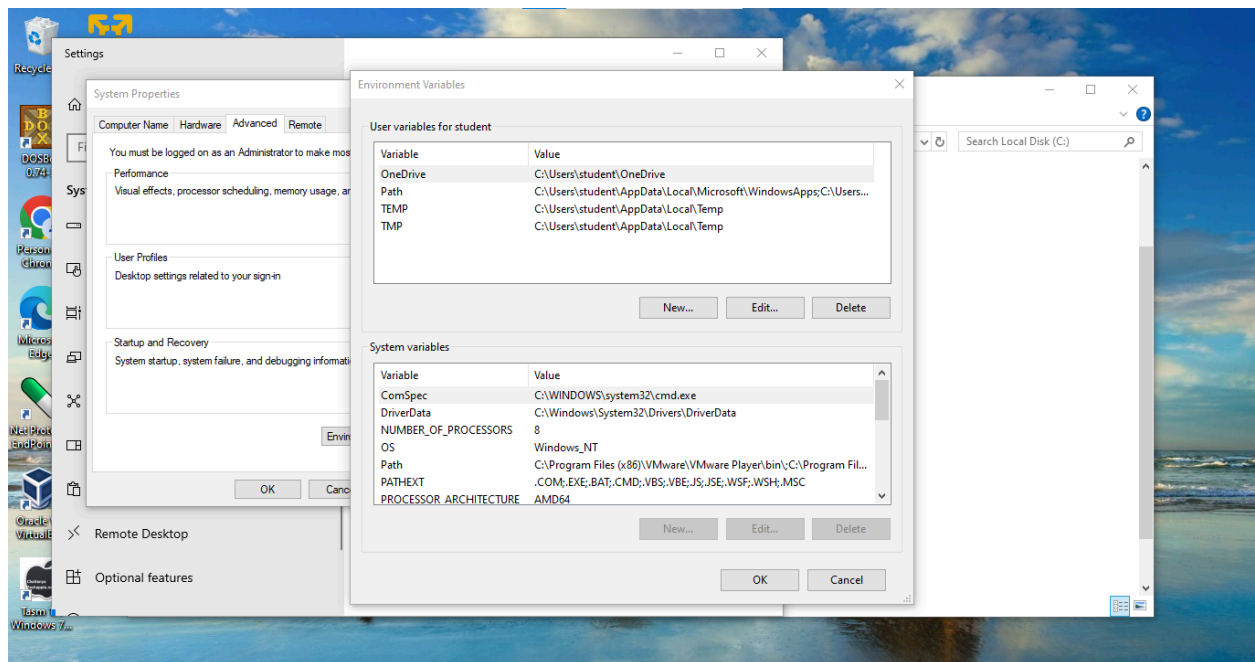 Recycle
DOSB
0.74-
Person
Chrom
Micros
Edge
Net Prot
EndPoin
Oracle
VirtualB
Tasm
Windows 7...
Settings
Fi
Sys
Remote Desktop
Optional features
System Properties
Computer Name Hardware Advanced Remote
You must be logged on as an Administrator to make mos
Performance
Visual effects, processor scheduling, memory usage, an
User Profiles
Desktop settings related to your sign-in
Startup and Recovery
System startup, system failure, and debugging informati
Envir
OK Canc
Environment Variables
User variables for student
Variable Value
OneDrive C:\Users\student\OneDrive
Path C:\Users\student\AppData\Local\Microsoft\WindowsApps;C:\Users...
TEMP C:\Users\student\AppData\Local\Temp
TMP C:\Users\student\AppData\Local\Temp
New... Edit... Delete
System variables
Variable Value
ComSpec C:\WINDOWS\system32\cmd.exe
DriverData C:\Windows\System32\Drivers\DriverData
NUMBER_OF_PROCESSORS 8
OS Windows_NT
Path C:\Program Files (x86)\VMware\VMware Player\bin\;C:\Program Fil...
PATHEXT .COM;.EXE;.BAT;.CMD;.VBS;.VBE;.JS;.JSE;.WSF;.WSH;.MSC
PROCESSOR_ARCHITECTURE AMD64
New... Edit... Delete
OK Cancel
Search Local Disk (C:)